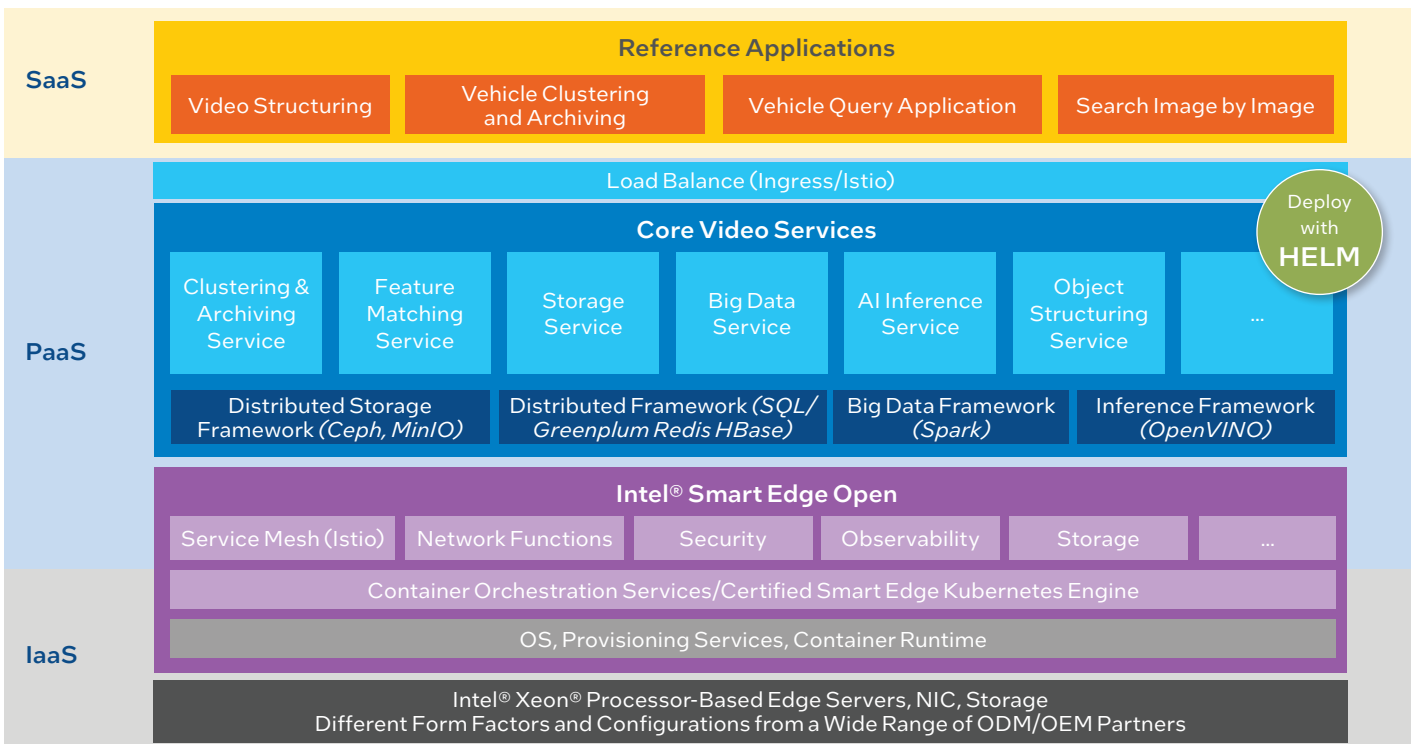 SaaS
Reference Applications
Video Structuring
Vehicle Clustering
and Archiving
Vehicle Query Application
Search Image by Image
PaaS
Load Balance (Ingress/Istio)
Deploy
with
HELM
Core Video Services
Clustering &
Archiving
Service
Feature
Matching
Service
Storage
Service
Big Data
Service
AI Inference
Service
Object
Structuring
Service
...
Distributed Storage
Framework (Ceph, MinIO)
Distributed Framework (SQL/
Greenplum Redis HBase)
Big Data Framework
(Spark)
Inference Framework
(OpenVINO)
Intel® Smart Edge Open
Service Mesh (Istio)
Network Functions
Security
Observability
Storage
...
IaaS
Container Orchestration Services/Certified Smart Edge Kubernetes Engine
OS, Provisioning Services, Container Runtime
Intel® Xeon® Processor-Based Edge Servers, NIC, Storage
Different Form Factors and Configurations from a Wide Range of ODM/OEM Partners